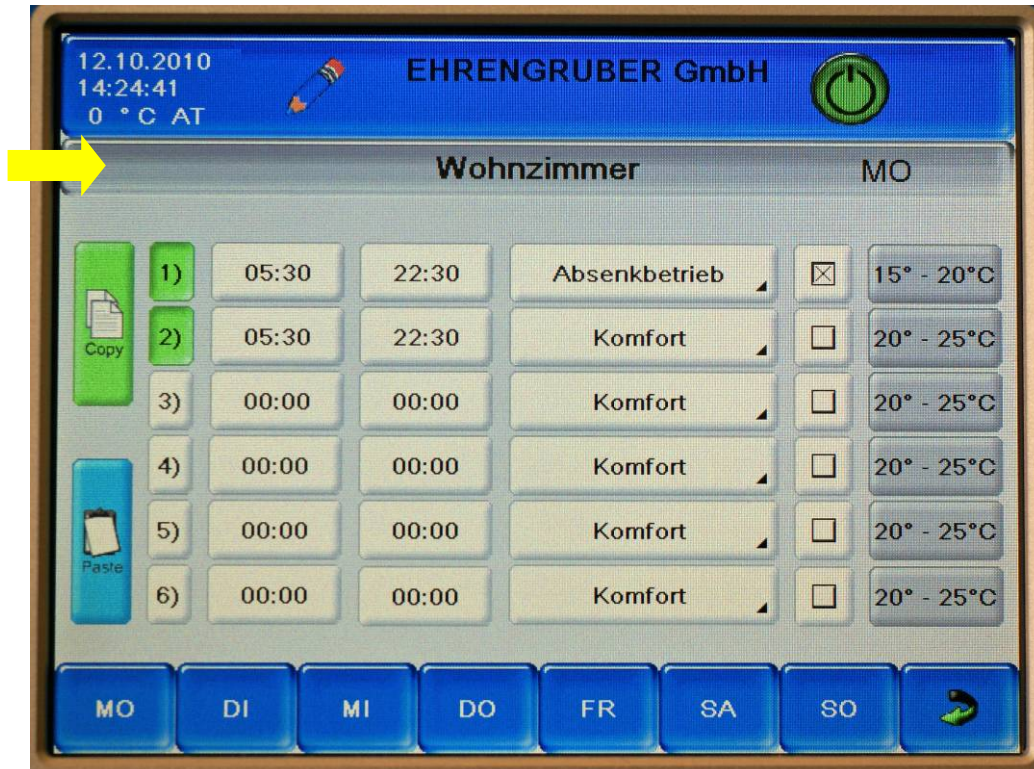 12.10.2010
14:24:41
0 °C AT
EHRENGRUBER GmbH
Wohnzimmer MO
Copy
1) 05:30 22:30 Absenkbetrieb 15° - 20°C
2) 05:30 22:30 Komfort 20° - 25°C
3) 00:00 00:00 Komfort 20° - 25°C
4) 00:00 00:00 Komfort 20° - 25°C
5) 00:00 00:00 Komfort 20° - 25°C
6) 00:00 00:00 Komfort 20° - 25°C
Paste
MO DI MI DO FR SA SO